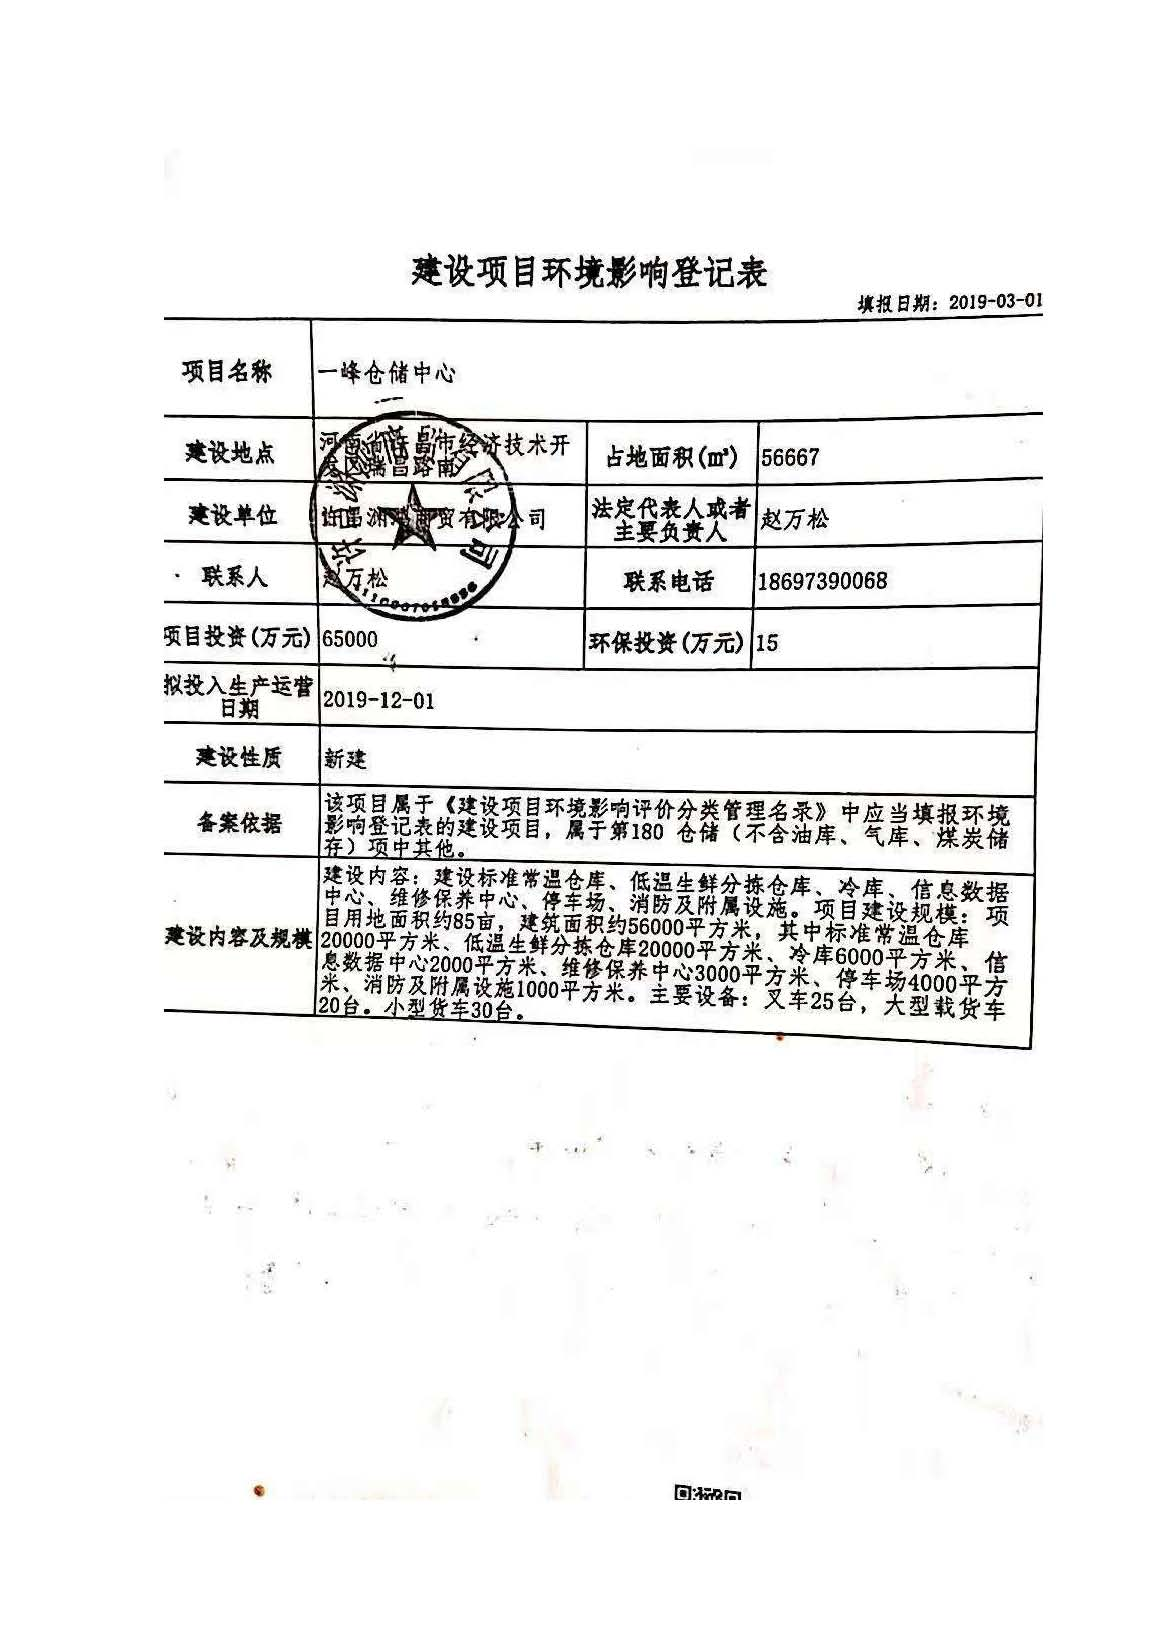 建设项目环境影响登记表
填报日期：2019-03-01
项目名称
一峰仓储中心
建设地点
河南省许昌市经济技术开
发区瑞昌路南
占地面积(㎡)
56667
建设单位
许昌 商贸有限公司
法定代表人或者
主要负责人
赵万松
联系人
赵万松
联系电话
18697390068
项目投资(万元)
65000
环保投资(万元)
15
拟投入生产运营
日期
2019-12-01
建设性质
新建
备案依据
该项目属于《建设项目环境影响评价分类管理名录》中应当填报环境
影响登记表的建设项目，属于第180 仓储（不含油库、气库、煤炭储
存）项中其他。
建设内容及规模
建设内容：建设标准常温仓库、低温生鲜分拣仓库、冷库、信息数据
中心、维修保养中心、停车场、消防及附属设施。项目建设规模：项
目用地面积约85亩，建筑面积约56000平方米，其中标准常温仓库
20000平方米、低温生鲜分拣仓库20000平方米、冷库6000平方米、信
息数据中心2000平方米、维修保养中心3000平方米、停车场4000平方
米、消防及附属设施1000平方米。主要设备：叉车25台，大型载货车
20台。小型货车30台。